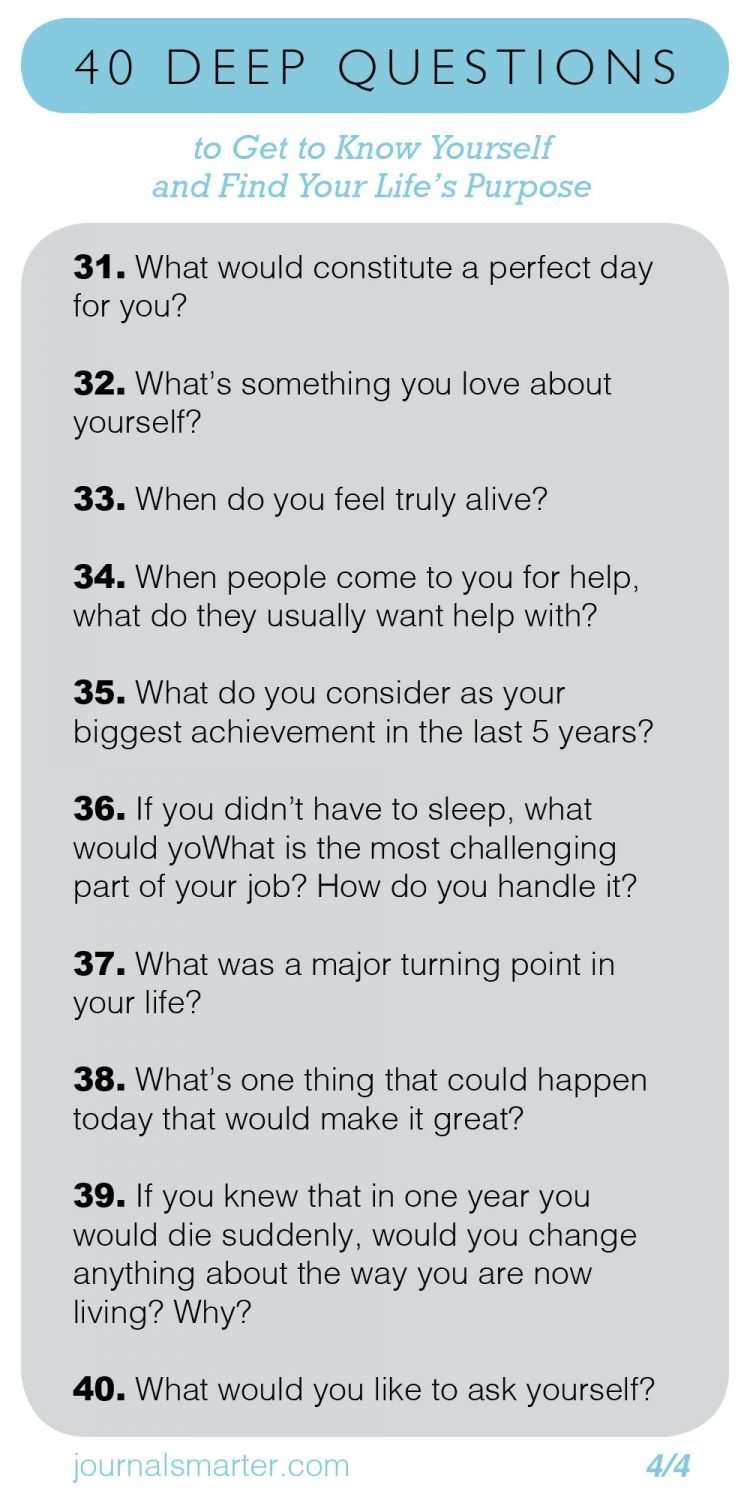 40 DEEP QUESTIONS
to Get to Know Yourself
and Find Your Life's Purpose
31. What would constitute a perfect day
for you?
32. What's something you love about
yourself?
33. When do you feel truly alive?
34. When people come to you for help,
what do they usually want help with?
35. What do you consider as your
biggest achievement in the last 5 years?
36. If you didn't have to sleep, what
would yoWhat is the most challenging
part of your job? How do you handle it?
37. What was a major turning point in
your life?
38. What's one thing that could happen
today that would make it great?
39. If you knew that in one year you
would die suddenly, would you change
anything about the way you are now
living? Why?
40. What would you like to ask yourself?
journalsmarter.com
4/4